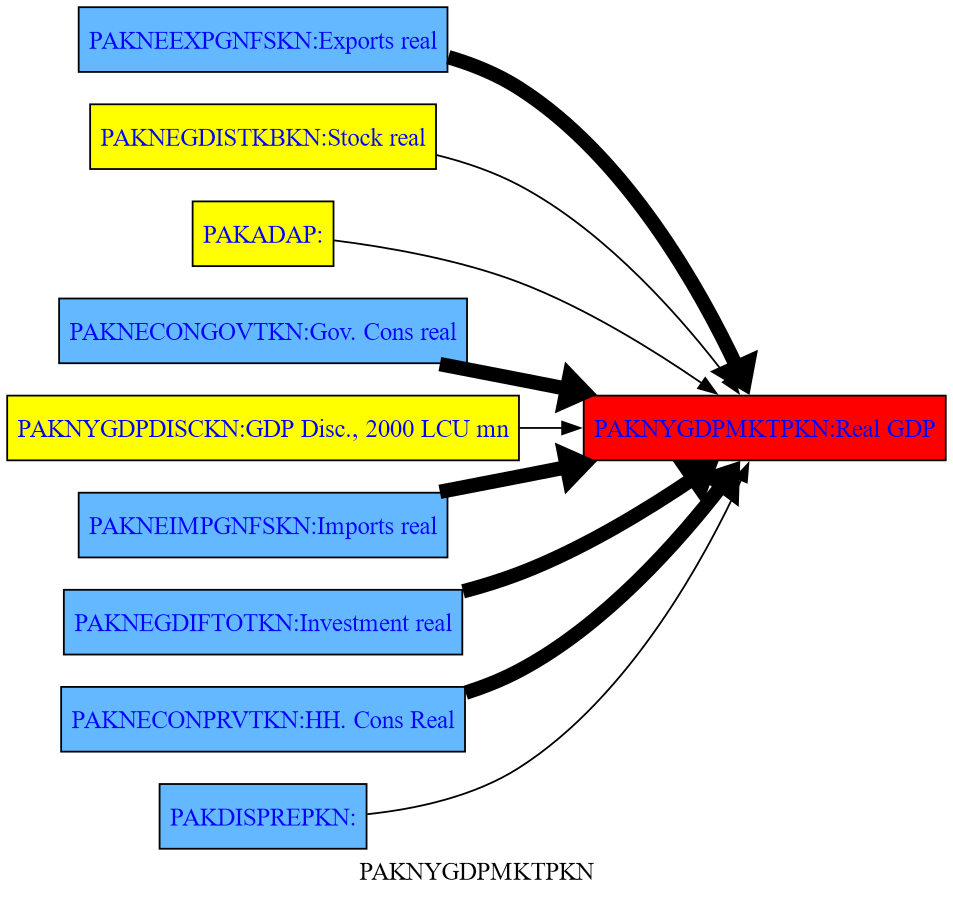 PAKNEEXPGNFSKN:Exports real
PAKNEGDISTKBKN:Stock real
PAKADAP:
PAKNECONGOVTKN:Gov. Cons real
PAKNYGDPDISCKN:GDP Disc., 2000 LCU mn
PAKNYGDPMKTPKN:Real GDP
PAKNEIMPGNFSKN:Imports real
PAKNEGDIFTOTKN:Investment real
PAKNECONPRVTKN:HH. Cons Real
PAKDISPREPKN:
PAKNYGDPMKTPKN